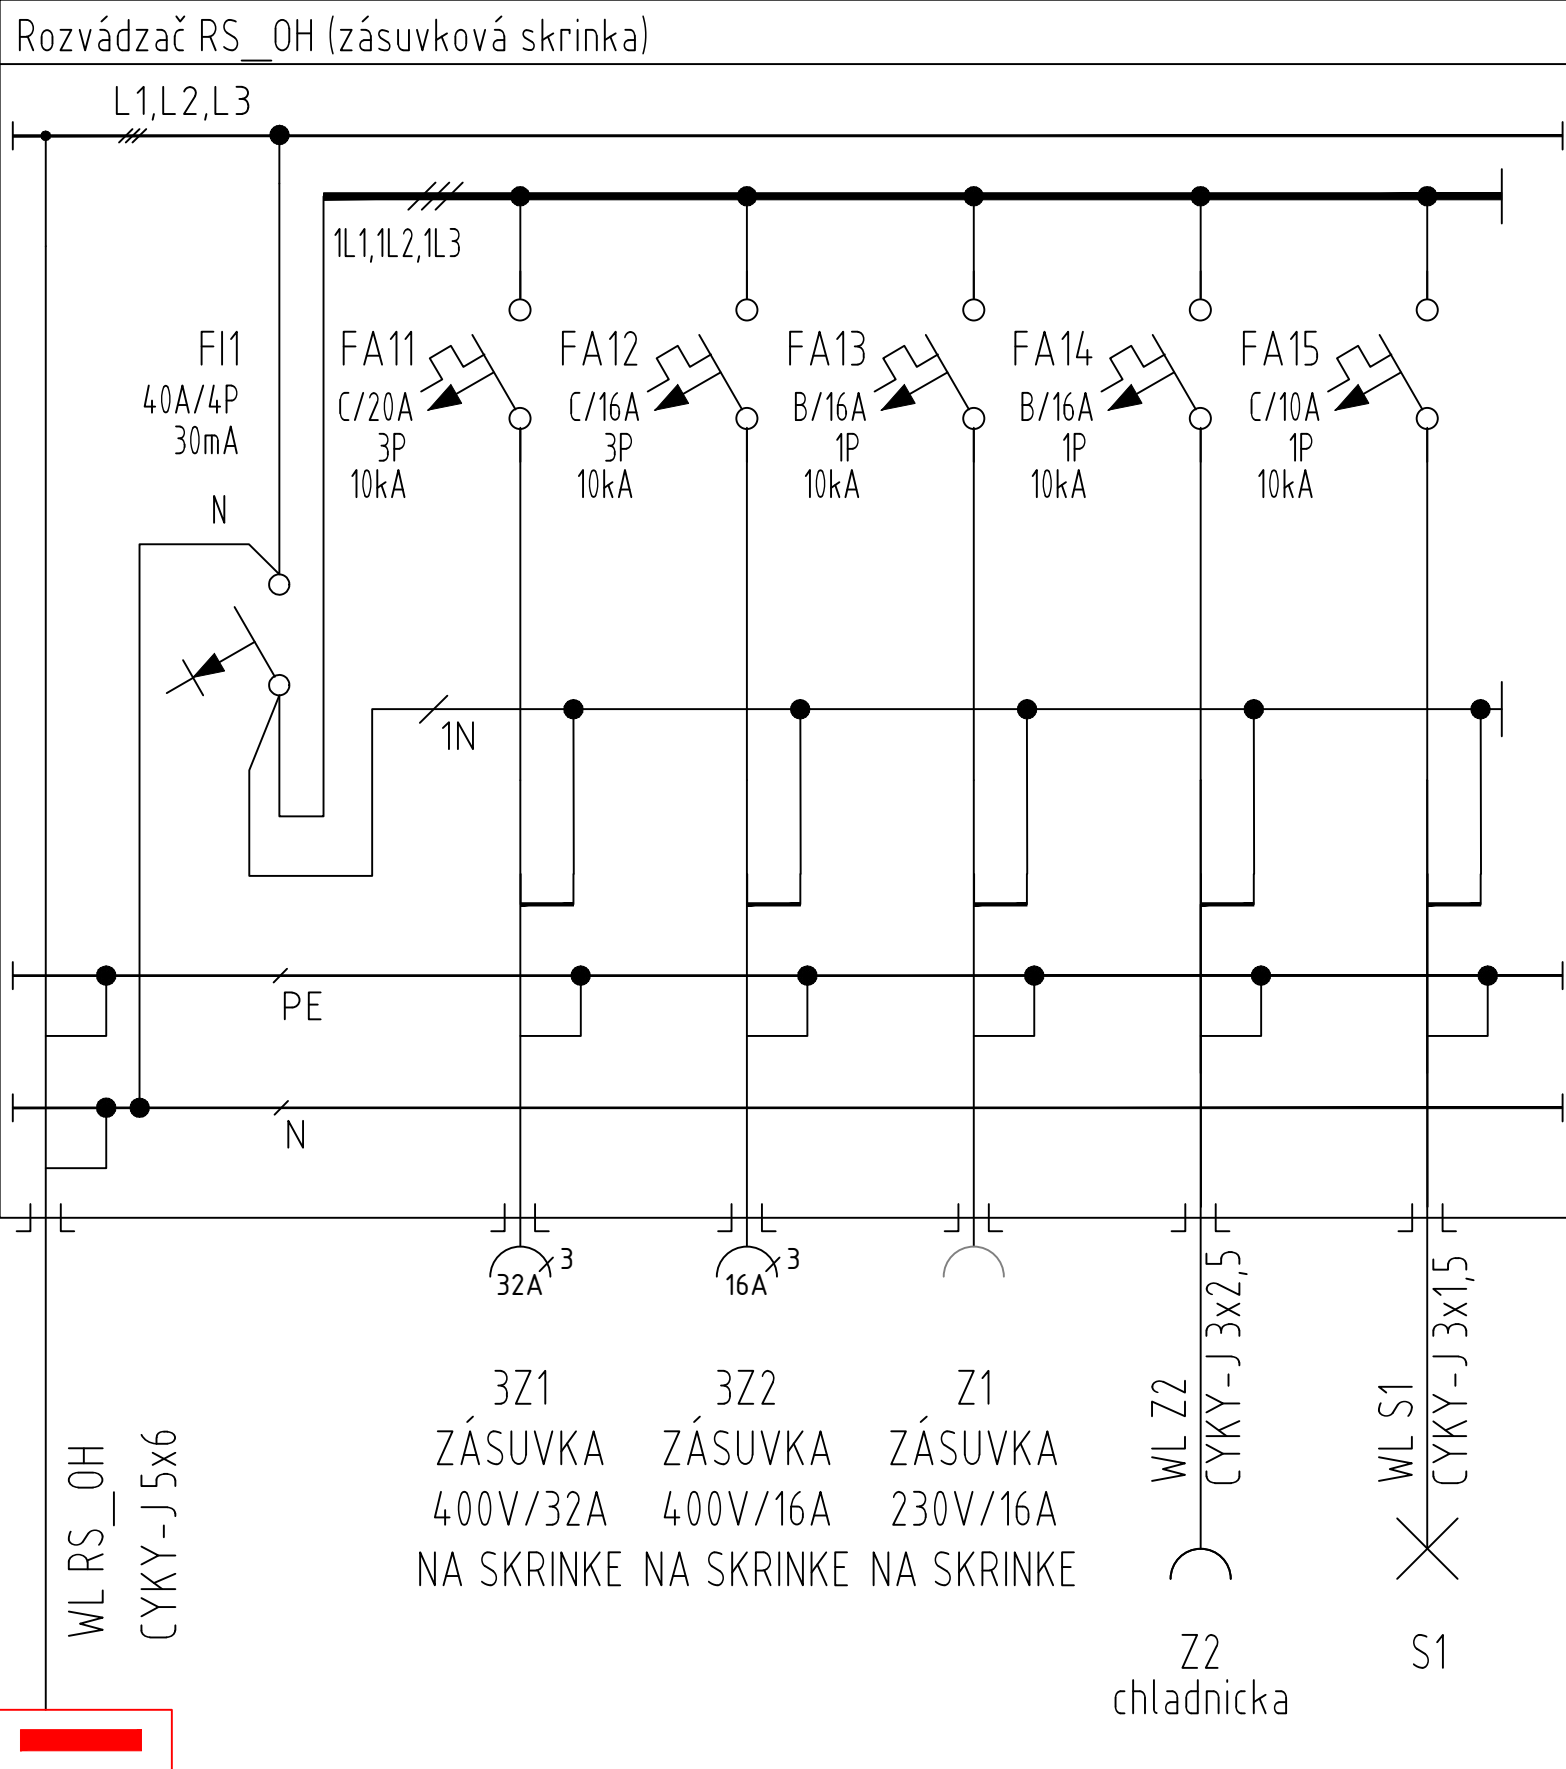 Rozvádzač RS_OH (zásuvková skrinka)
L1,L2,L3
1L1,1L2,1L3
FI1
40A/4P
30mA
N
FA11
C/20A
3P
10kA
FA12
C/16A
3P
10kA
FA13
B/16A
1P
10kA
FA14
B/16A
1P
10kA
FA15
C/10A
1P
10kA
1N
PE
N
3
32A
3
16A
WL RS_OH
CYKY-J 5x6
3Z1
ZÁSUVKA
400V/32A
NA SKRINKE
3Z2
ZÁSUVKA
400V/16A
NA SKRINKE
Z1
ZÁSUVKA
230V/16A
NA SKRINKE
WL Z2
CYKY-J 3x2,5
Z2
chladnicka
WL S1
CYKY-J 3x1,5
S1